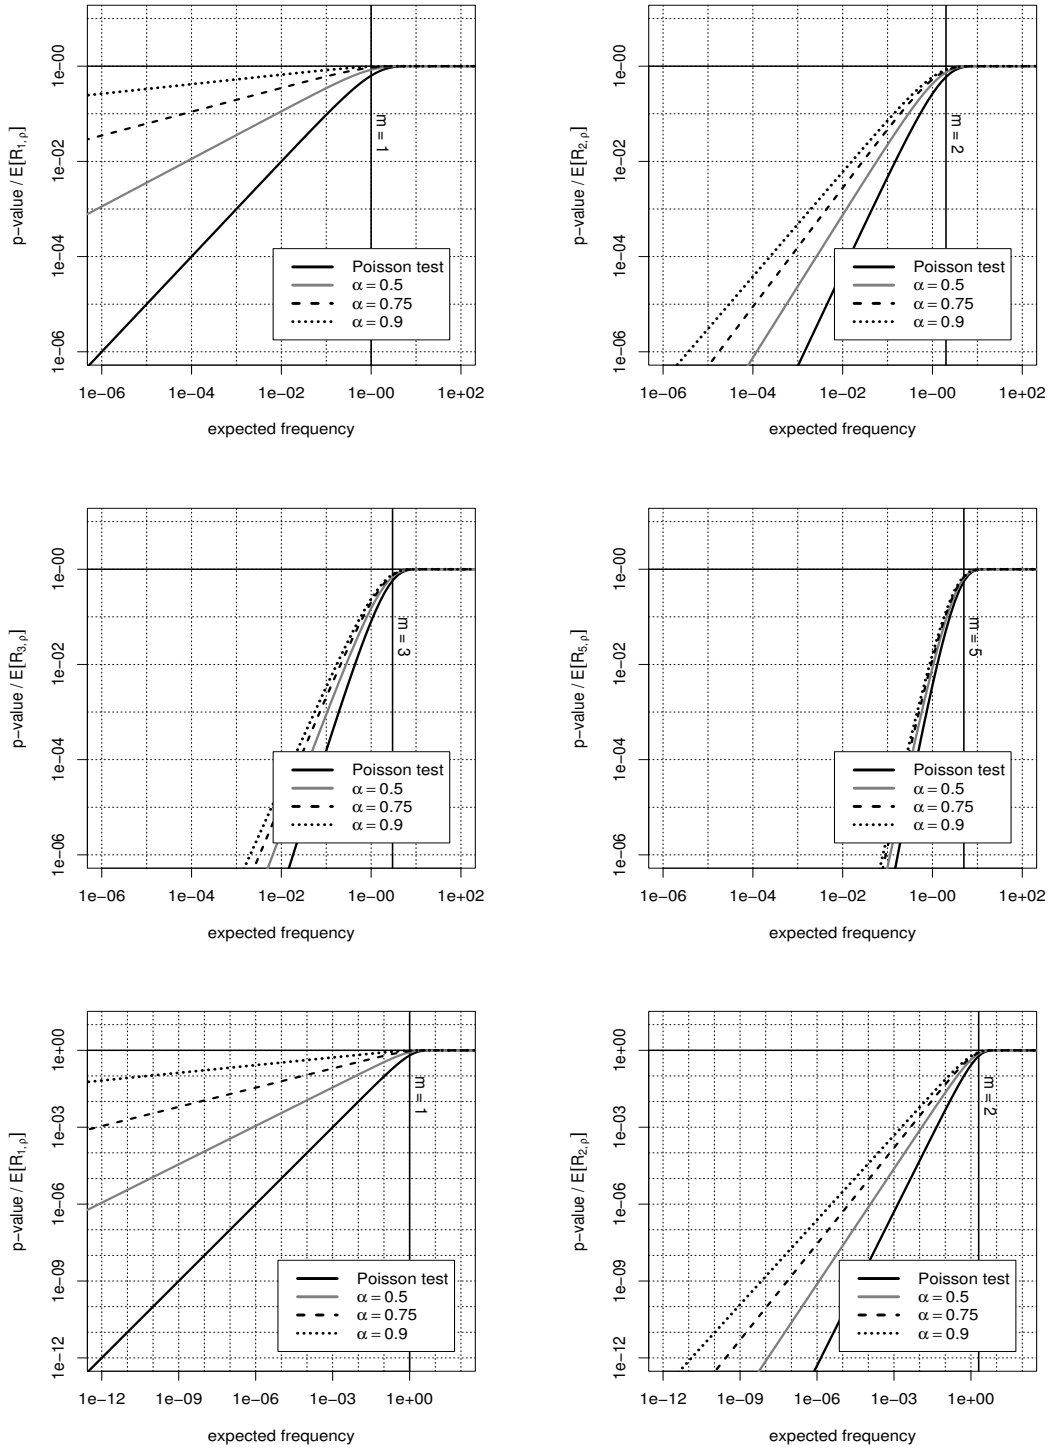 p−value / E[R1,ρ]
1e−00
1e−02
1e−04
1e−06
m = 1
Poisson test
α = 0.5
α = 0.75
α = 0.9
1e−06 1e−04 1e−02 1e−00 1e+02
expected frequency
p−value / E[R2,ρ]
1e−00
1e−02
1e−04
1e−06
m = 2
Poisson test
α = 0.5
α = 0.75
α = 0.9
1e−06 1e−04 1e−02 1e−00 1e+02
expected frequency
p−value / E[R3,ρ]
1e−00
1e−02
1e−04
1e−06
m = 3
Poisson test
α = 0.5
α = 0.75
α = 0.9
1e−06 1e−04 1e−02 1e−00 1e+02
expected frequency
p−value / E[R5,ρ]
1e−00
1e−02
1e−04
1e−06
m = 5
Poisson test
α = 0.5
α = 0.75
α = 0.9
1e−06 1e−04 1e−02 1e−00 1e+02
expected frequency
p−value / E[R1,ρ]
1e+00
1e−03
1e−06
1e−09
1e−12
m = 1
Poisson test
α = 0.5
α = 0.75
α = 0.9
1e−12 1e−09 1e−06 1e−03 1e+00
expected frequency
p−value / E[R2,ρ]
1e+00
1e−03
1e−06
1e−09
1e−12
m = 2
Poisson test
α = 0.5
α = 0.75
α = 0.9
1e−12 1e−09 1e−06 1e−03 1e+00
expected frequency